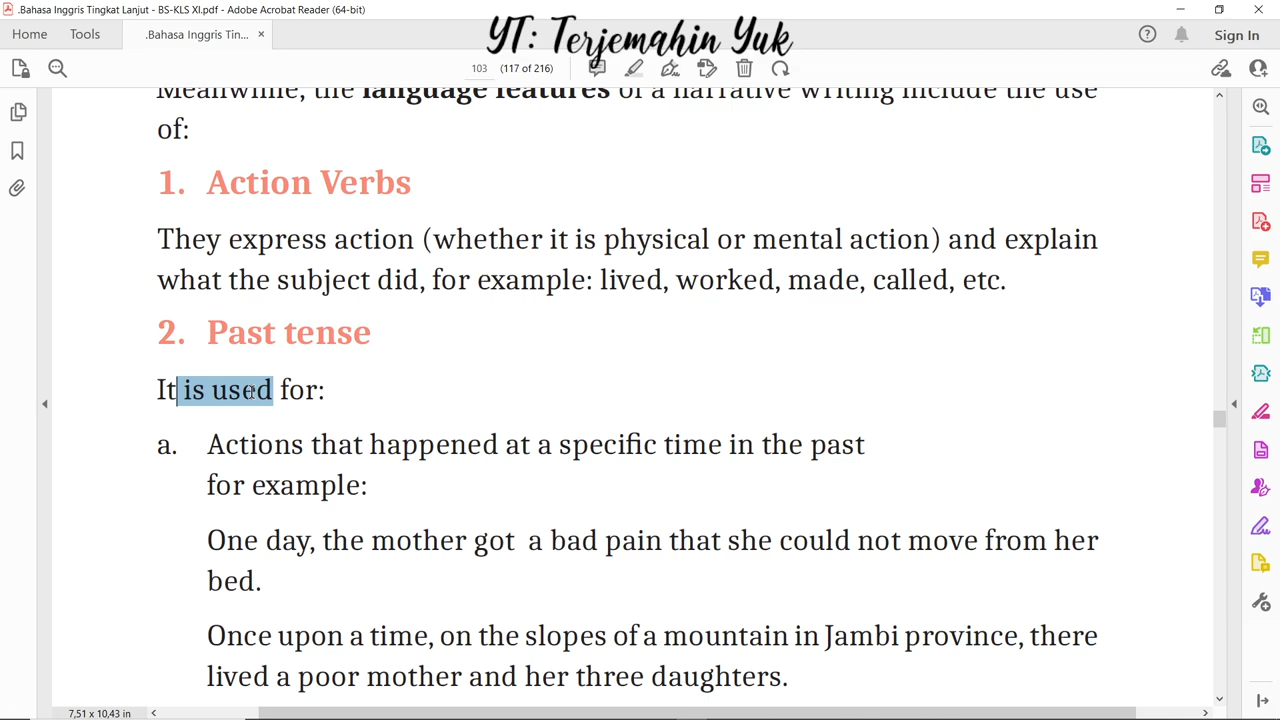 .Bahasa Inggris Tingkat Lanjut - BS-KLS XI.pdf - Adobe Acrobat Reader (64-bit)
Home Tools .Bahasa Inggris Tin... × Sign In
YT: Terjemahin Yuk
103 (117 of 216)
Meanwhile, the language features of a narrative writing include the use
of:
1. Action Verbs
They express action (whether it is physical or mental action) and explain
what the subject did, for example: lived, worked, made, called, etc.
2. Past tense
It is used for:
a. Actions that happened at a specific time in the past
for example:
One day, the mother got a bad pain that she could not move from her
bed.
Once upon a time, on the slopes of a mountain in Jambi province, there
lived a poor mother and her three daughters.
7,51 x 10,43 in